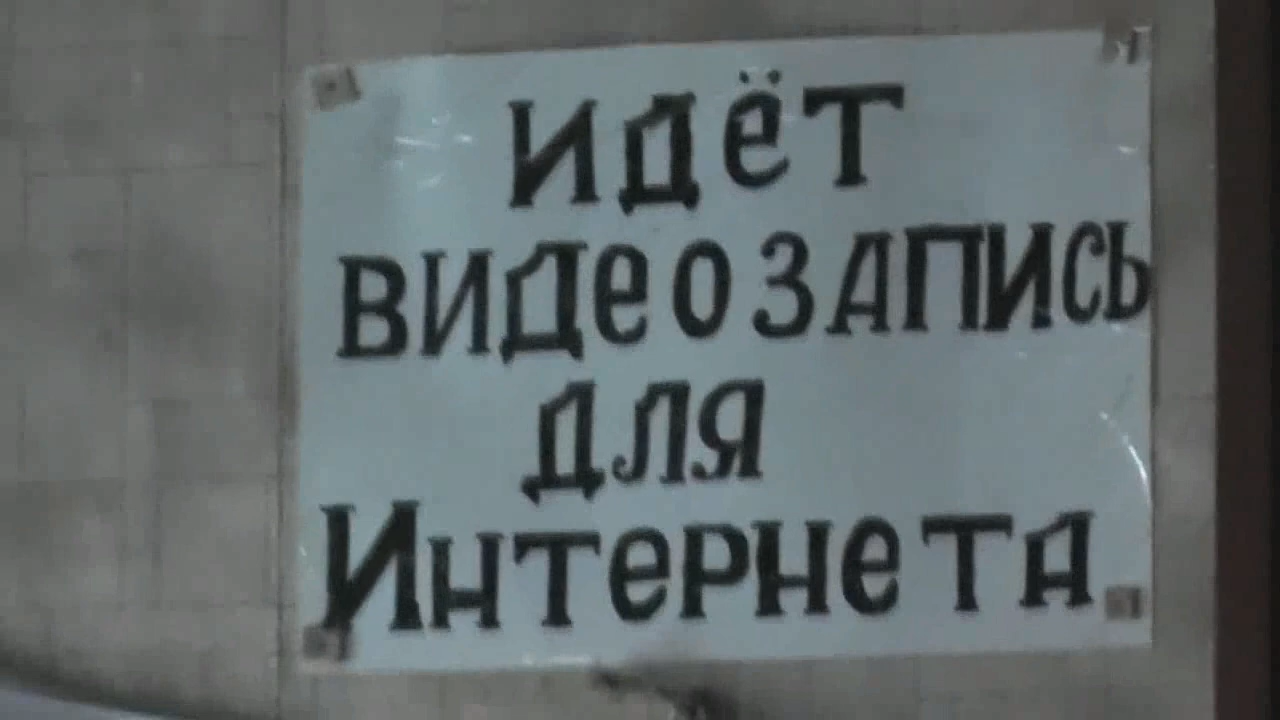 Идёт
видеозапись
для
Интернета